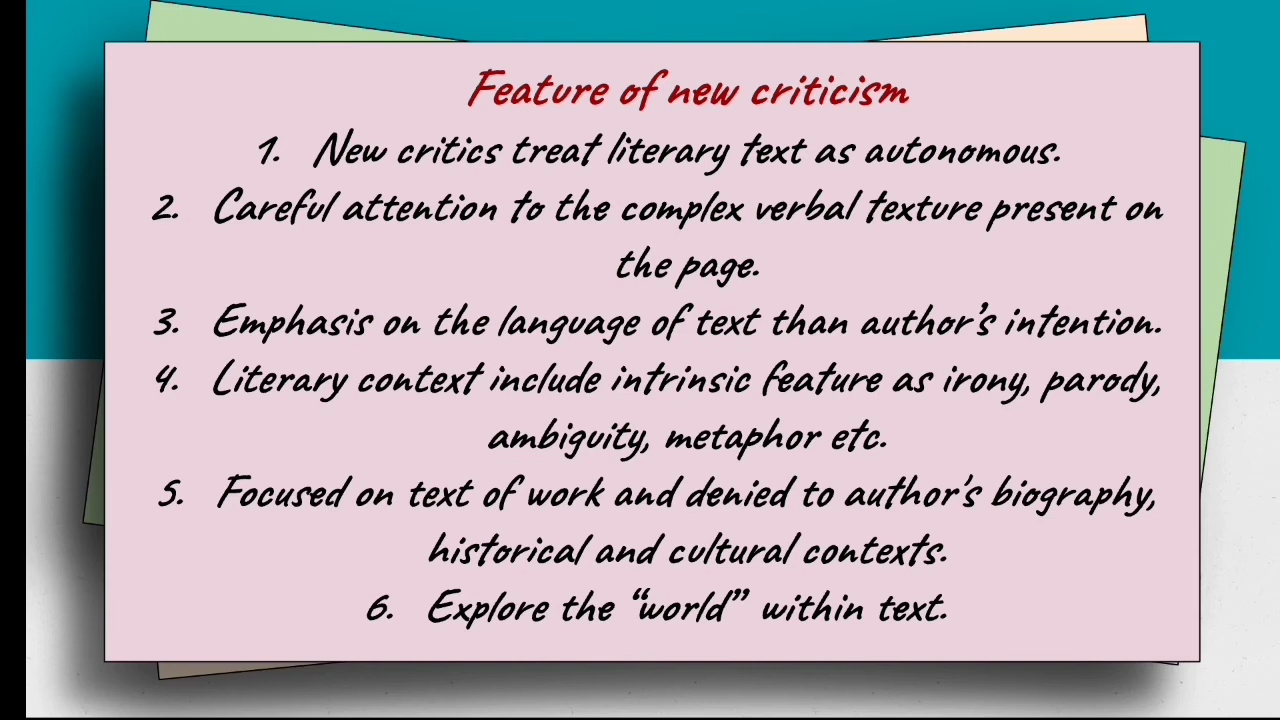 Feature of new criticism
1. New critics treat literary text as autonomous.
2. Careful attention to the complex verbal texture present on
the page.
3. Emphasis on the language of text than author’s intention.
4. Literary context include intrinsic feature as irony, parody,
ambiguity, metaphor etc.
5. Focused on text of work and denied to author’s biography,
historical and cultural contexts.
6. Explore the “world” within text.